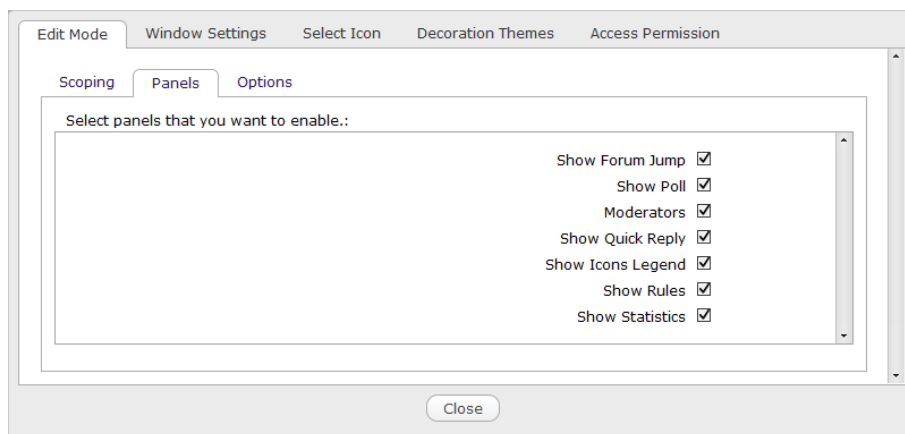 Edit Mode Window Settings Select Icon Decoration Themes Access Permission
Scoping Panels Options
Select panels that you want to enable.:
Show Forum Jump
Show Poll
Moderators
Show Quick Reply
Show Icons Legend
Show Rules
Show Statistics
Close